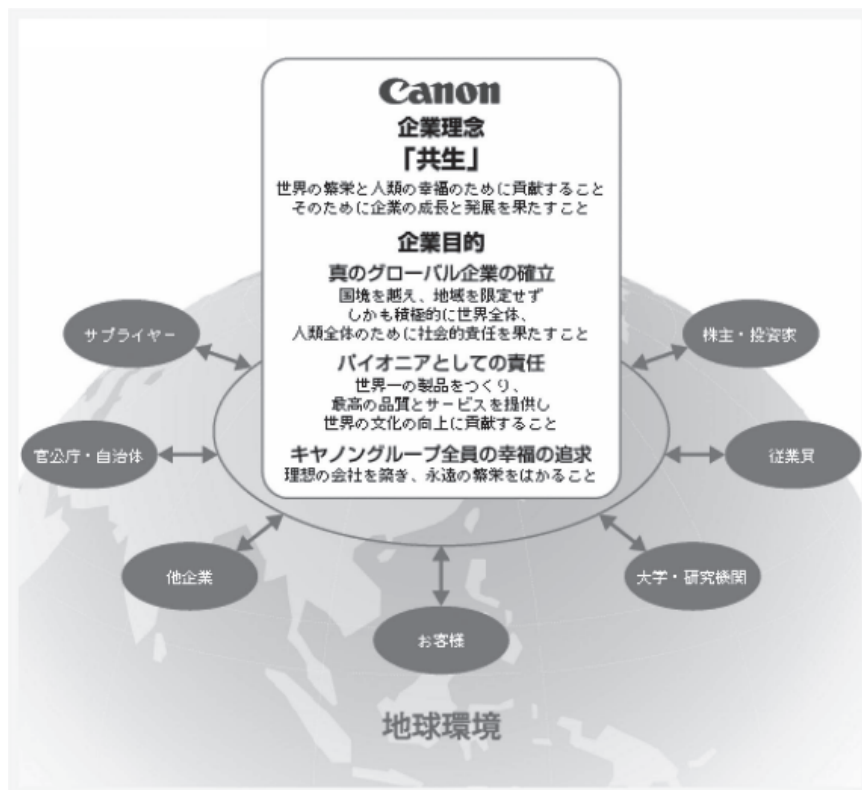 Canon
企業理念
「共生」
世界の繁栄と人類の幸福のために貢献すること
そのために企業の成長と発展を果たすこと
企業目的
真のグローバル企業の確立
国境を越え、地域を限定せず
しかも積極的に世界全体、
人類全体のために社会的責任を果たすこと
パイオニアとしての責任
世界一の製品をつくり、
最高の品質とサービスを提供し
世界の文化の向上に貢献すること
キヤノングループ全員の幸福の追求
理想の会社を築き、永遠の繁栄をはかること
サプライヤー
株主・投資家
官公庁・自治体
従業員
他企業
大学・研究機関
お客様
地球環境